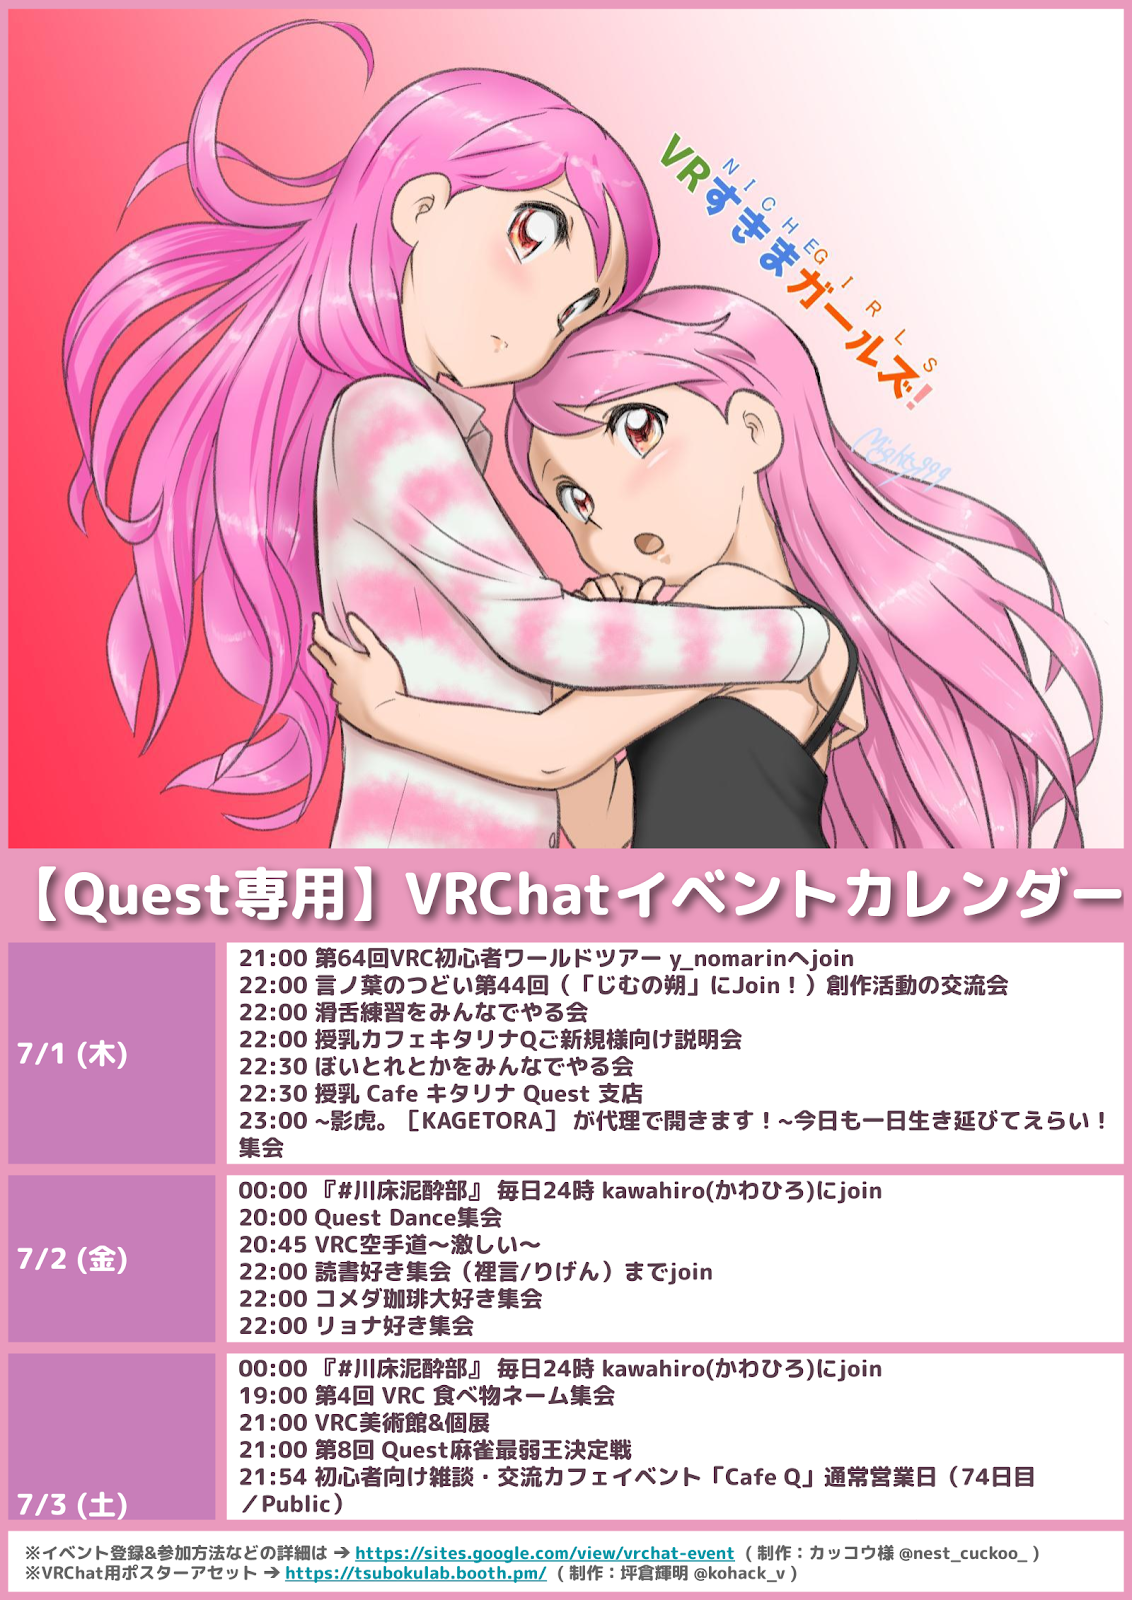 VRすきまガールズ!
NICHEGIRLS
Mighty999
【Quest専用】VRChatイベントカレンダー
7/1 (木)
21:00 第64回VRC初心者ワールドツアー y_nomarinへjoin
22:00 言ノ葉のつどい第44回（「じむの朔」にJoin！）創作活動の交流会
22:00 滑舌練習をみんなでやる会
22:00 授乳カフェキタリナQご新規様向け説明会
22:30 ぼいとれとかをみんなでやる会
22:30 授乳 Cafe キタリナ Quest 支店
23:00 ~影虎。［KAGETORA］ が代理で開きます！~今日も一日生き延びてえらい！
集会
7/2 (金)
00:00 『#川床泥酔部』 毎日24時 kawahiro(かわひろ)にjoin
20:00 Quest Dance集会
20:45 VRC空手道〜激しい〜
22:00 読書好き集会（裡言/りげん）までjoin
22:00 コメダ珈琲大好き集会
22:00 リョナ好き集会
7/3 (土)
00:00 『#川床泥酔部』 毎日24時 kawahiro(かわひろ)にjoin
19:00 第4回 VRC 食べ物ネーム集会
21:00 VRC美術館&個展
21:00 第8回 Quest麻雀最弱王決定戦
21:54 初心者向け雑談・交流カフェイベント「Cafe Q」通常営業日（74日目
／Public）
※イベント登録&参加方法などの詳細は → https://sites.google.com/view/vrchat-event （ 制作：カッコウ様 @nest_cuckoo_ ）
※VRChat用ポスターアセット → https://tsubokulab.booth.pm/ （ 制作：坪倉輝明 @kohack_v ）